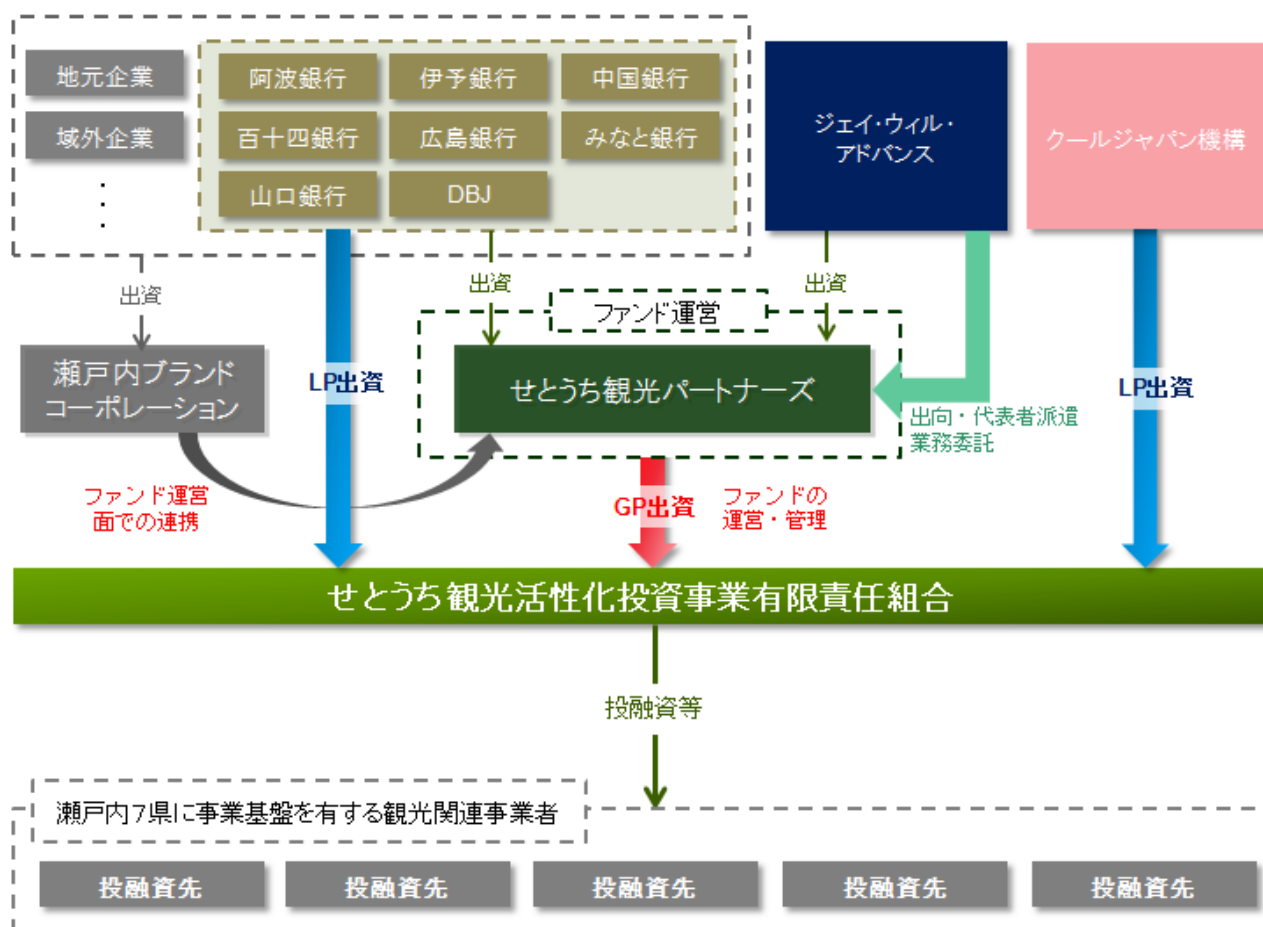 地元企業
域外企業
阿波銀行
伊予銀行
中国銀行
百十四銀行
広島銀行
みなと銀行
山口銀行
DBJ
ジェイ・ウィル・
アドバンス
クールジャパン機構
出資
出資
出資
ファンド運営
瀬戸内ブランド
コーポレーション
LP出資
せとうち観光パートナーズ
LP出資
出向・代表者派遣
業務委託
ファンド運営
面での連携
GP出資
ファンドの
運営・管理
せとうち観光活性化投資事業有限責任組合
投融資等
瀬戸内7県に事業基盤を有する観光関連事業者
投融資先
投融資先
投融資先
投融資先
投融資先